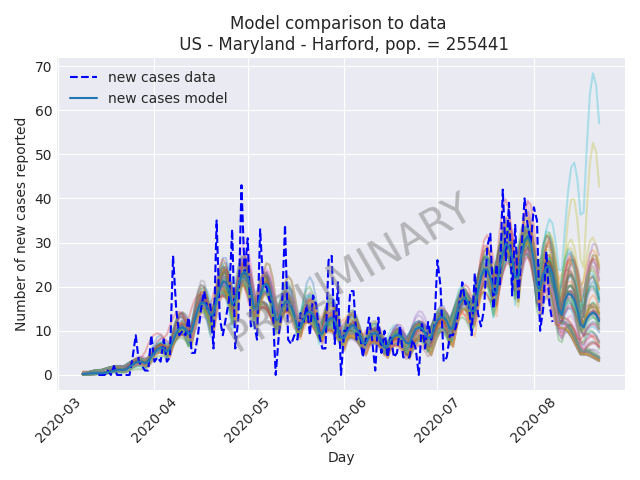 Model comparison to data
US - Maryland - Harford, pop. = 255441
70
60
50
40
30
20
10
0
Number of new cases reported
new cases data
new cases model
PRELIMINARY
2020-03
2020-04
2020-05
2020-06
2020-07
2020-08
Day